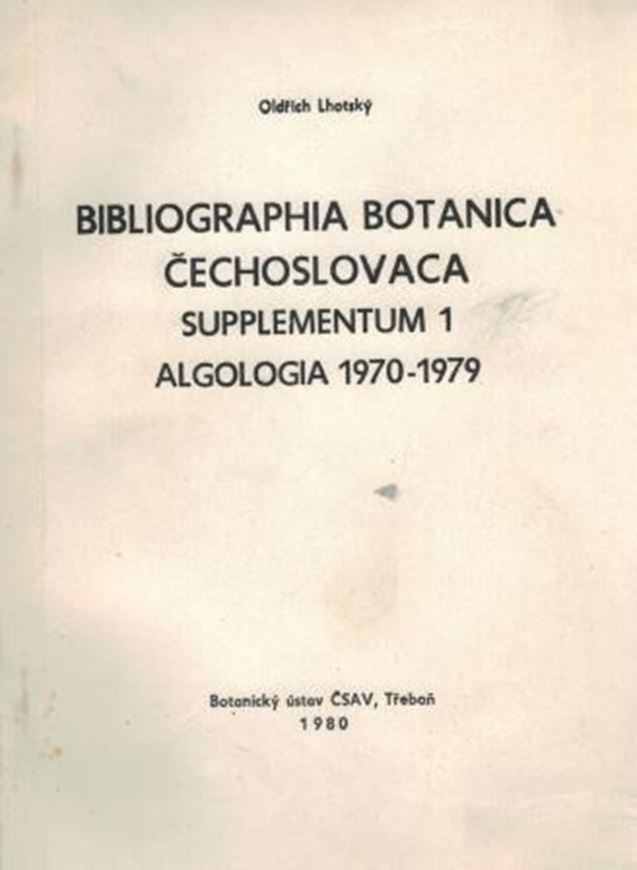 Oldřich Lhotský
BIBLIOGRAPHIA BOTANICA
ČECHOSLOVACA
SUPPLEMENTUM 1
ALGOLOGIA 1970-1979
Botanický ústav ČSAV, Třeboň
1980